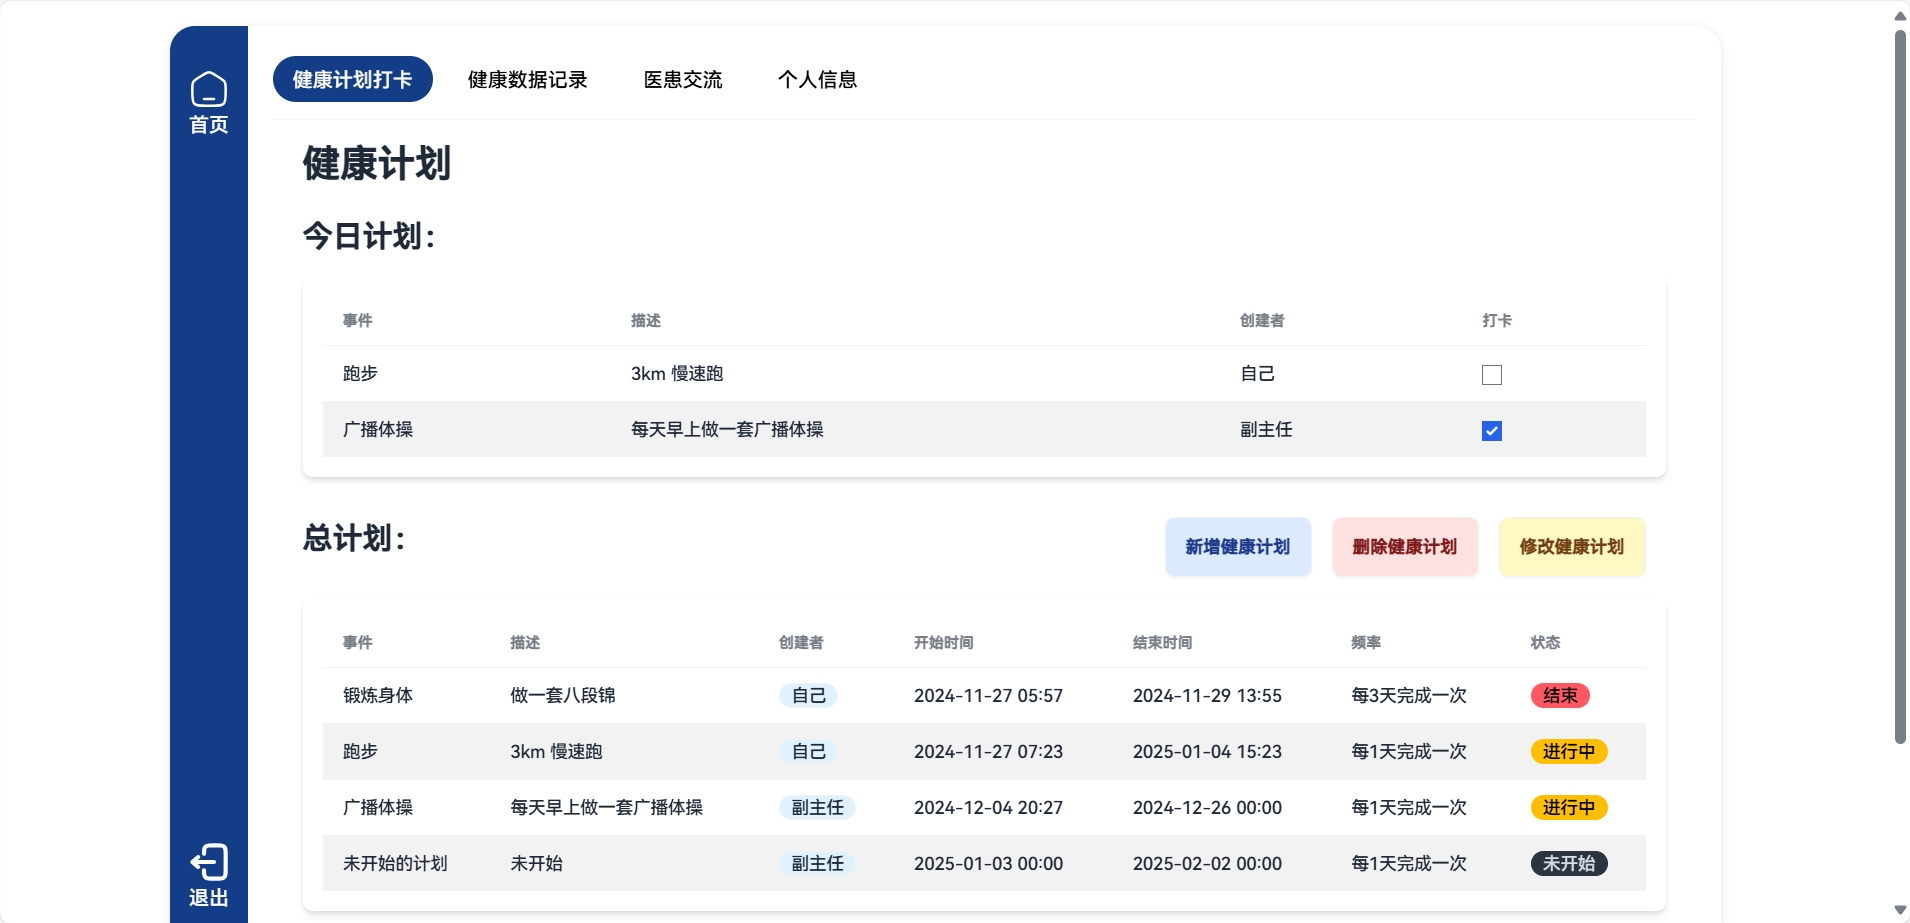 首页
健康计划打卡 健康数据记录 医患交流 个人信息
健康计划
今日计划：
事件 描述 创建者 打卡
跑步 3km 慢速跑 自己
广播体操 每天早上做一套广播体操 副主任
总计划：
新增健康计划 删除健康计划 修改健康计划
事件 描述 创建者 开始时间 结束时间 频率 状态
锻炼身体 做一套八段锦 自己 2024-11-27 05:57 2024-11-29 13:55 每3天完成一次 结束
跑步 3km 慢速跑 自己 2024-11-27 07:23 2025-01-04 15:23 每1天完成一次 进行中
广播体操 每天早上做一套广播体操 副主任 2024-12-04 20:27 2024-12-26 00:00 每1天完成一次 进行中
未开始的计划 未开始 副主任 2025-01-03 00:00 2025-02-02 00:00 每1天完成一次 未开始
退出